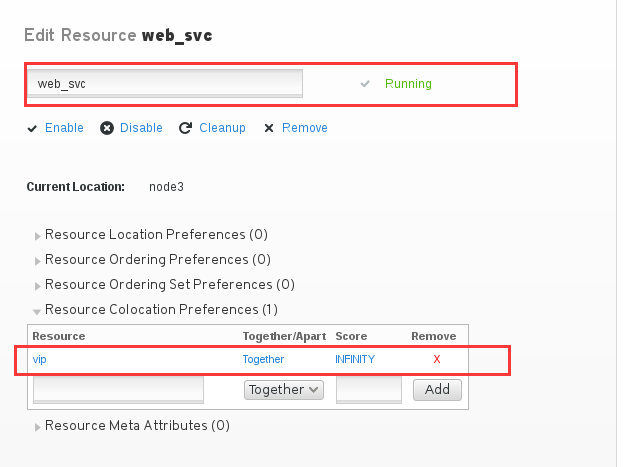 Edit Resource web_svc
web_svc Running
Enable Disable Cleanup Remove
Current Location: node3
Resource Location Preferences (0)
Resource Ordering Preferences (0)
Resource Ordering Set Preferences (0)
Resource Colocation Preferences (1)
Resource Together/Apart Score Remove
vip Together INFINITY X
Together Add
Resource Meta Attributes (0)